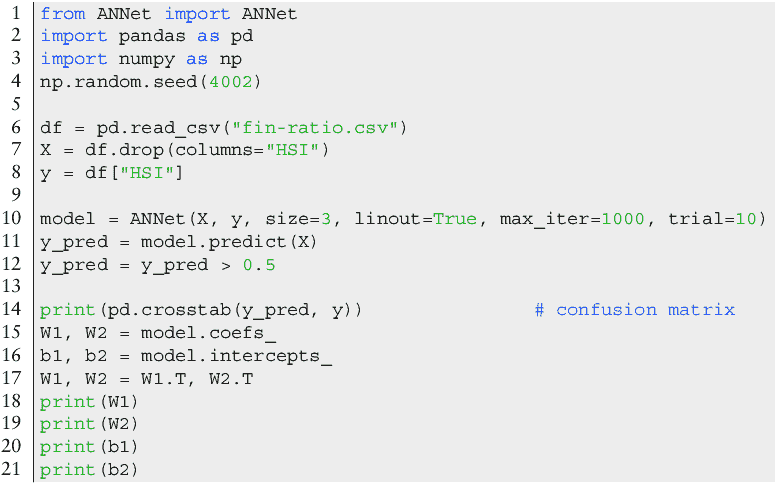 1 from ANNet import ANNet
2 import pandas as pd
3 import numpy as np
4 np.random.seed(4002)
5
6 df = pd.read_csv("fin-ratio.csv")
7 X = df.drop(columns="HSI")
8 y = df["HSI"]
9
10 model = ANNet(X, y, size=3, linout=True, max_iter=1000, trial=10)
11 y_pred = model.predict(X)
12 y_pred = y_pred > 0.5
13
14 print(pd.crosstab(y_pred, y)) # confusion matrix
15 W1, W2 = model.coefs_
16 b1, b2 = model.intercepts_
17 W1, W2 = W1.T, W2.T
18 print(W1)
19 print(W2)
20 print(b1)
21 print(b2)